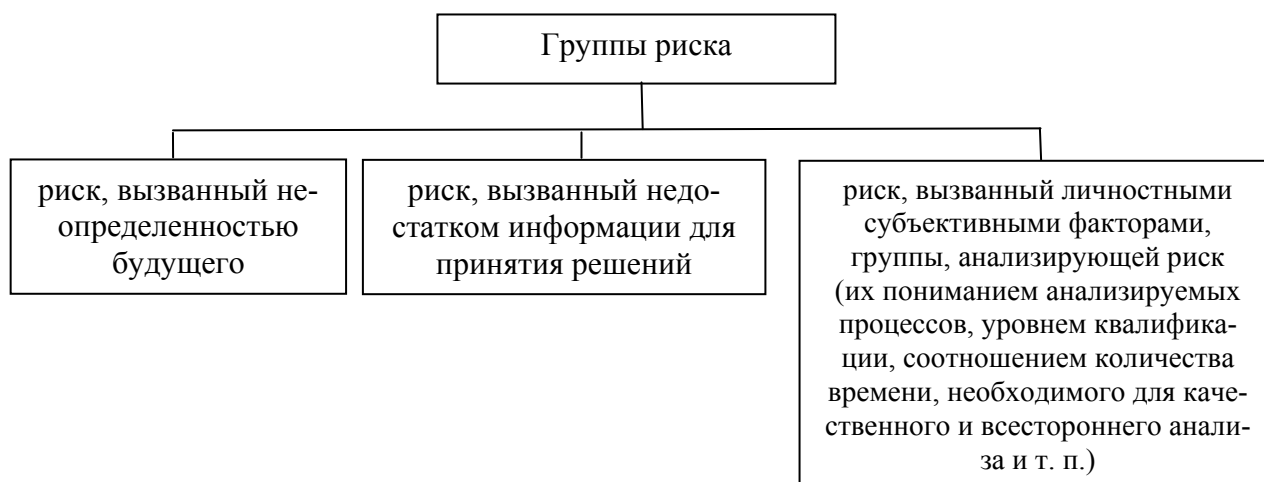 Группы риска
риск, вызванный не-
определенностью
будущего
риск, вызванный недо-
статком информации для
принятия решений
риск, вызванный личностными
субъективными факторами,
группы, анализирующей риск
(их пониманием анализируемых
процессов, уровнем квалифика-
ции, соотношением количества
времени, необходимого для каче-
ственного и всестороннего анали-
за и т. п.)